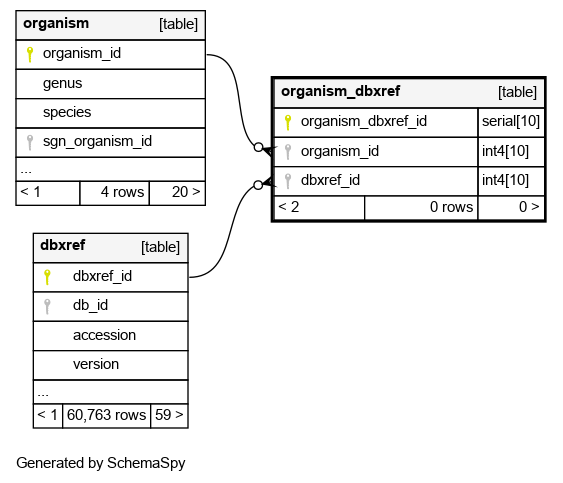 organism [table]
organism_id
genus
species
sgn_organism_id
...
< 1 4 rows 20 >
organism_dbxref [table]
organism_dbxref_id serial[10]
organism_id int4[10]
dbxref_id int4[10]
< 2 0 rows 0 >
dbxref [table]
dbxref_id
db_id
accession
version
...
< 1 60,763 rows 59 >
Generated by SchemaSpy